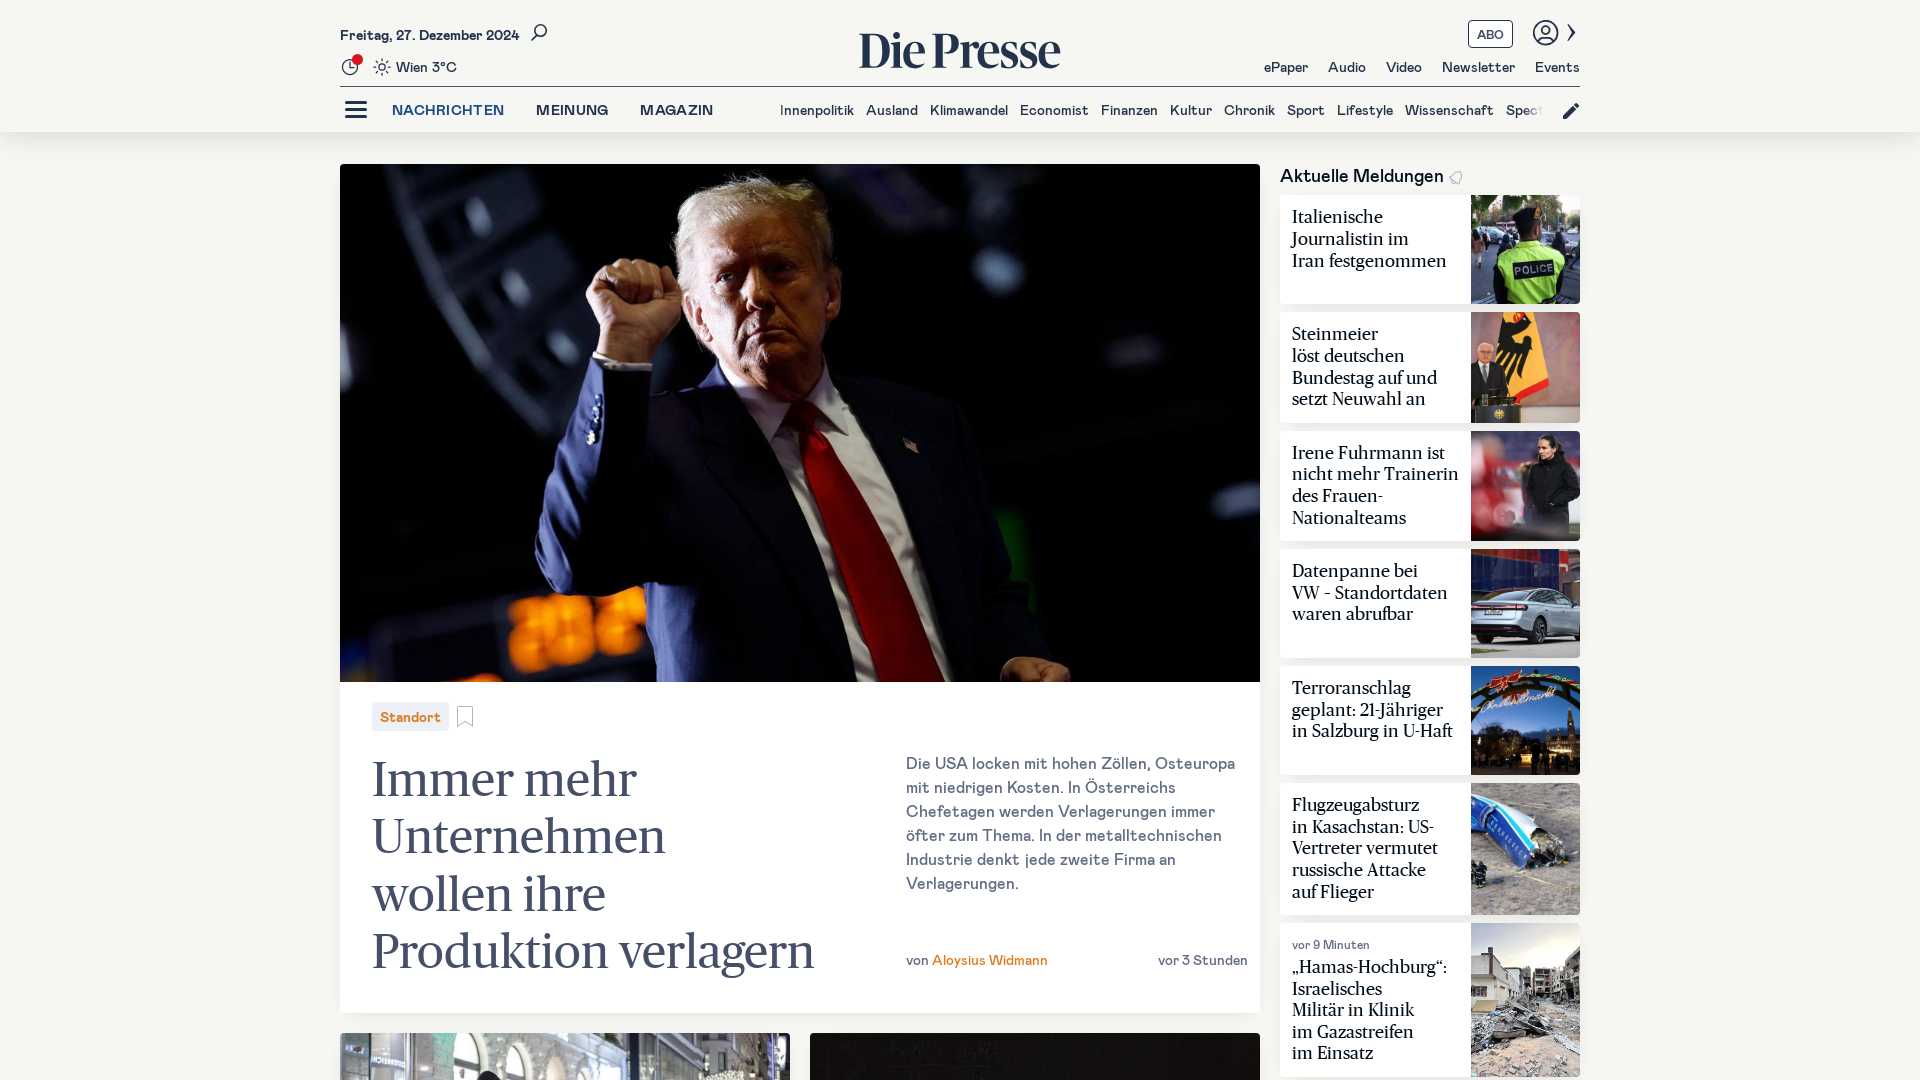 Freitag, 27. Dezember 2024
Wien 3°C
Die Presse
ABO
ePaper Audio Video Newsletter Events
NACHRICHTEN MEINUNG MAGAZIN
Innenpolitik Ausland Klimawandel Economist Finanzen Kultur Chronik Sport Lifestyle Wissenschaft Spect
Standort
Immer mehr
Unternehmen
wollen ihre
Produktion verlagern
Die USA locken mit hohen Zöllen, Osteuropa
mit niedrigen Kosten. In Österreichs
Chefetagen werden Verlagerungen immer
öfter zum Thema. In der metalltechnischen
Industrie denkt jede zweite Firma an
Verlagerungen.
von Aloysius Widmann
vor 3 Stunden
Aktuelle Meldungen
Italienische
Journalistin im
Iran festgenommen
POLICE
Steinmeier
löst deutschen
Bundestag auf und
setzt Neuwahl an
Irene Fuhrmann ist
nicht mehr Trainerin
des Frauen-
Nationalteams
Datenpanne bei
VW – Standortdaten
waren abrufbar
Terroranschlag
geplant: 21-Jähriger
in Salzburg in U-Haft
Flugzeugabsturz
in Kasachstan: US-
Vertreter vermutet
russische Attacke
auf Flieger
vor 9 Minuten
„Hamas-Hochburg“:
Israelisches
Militär in Klinik
im Gazastreifen
im Einsatz